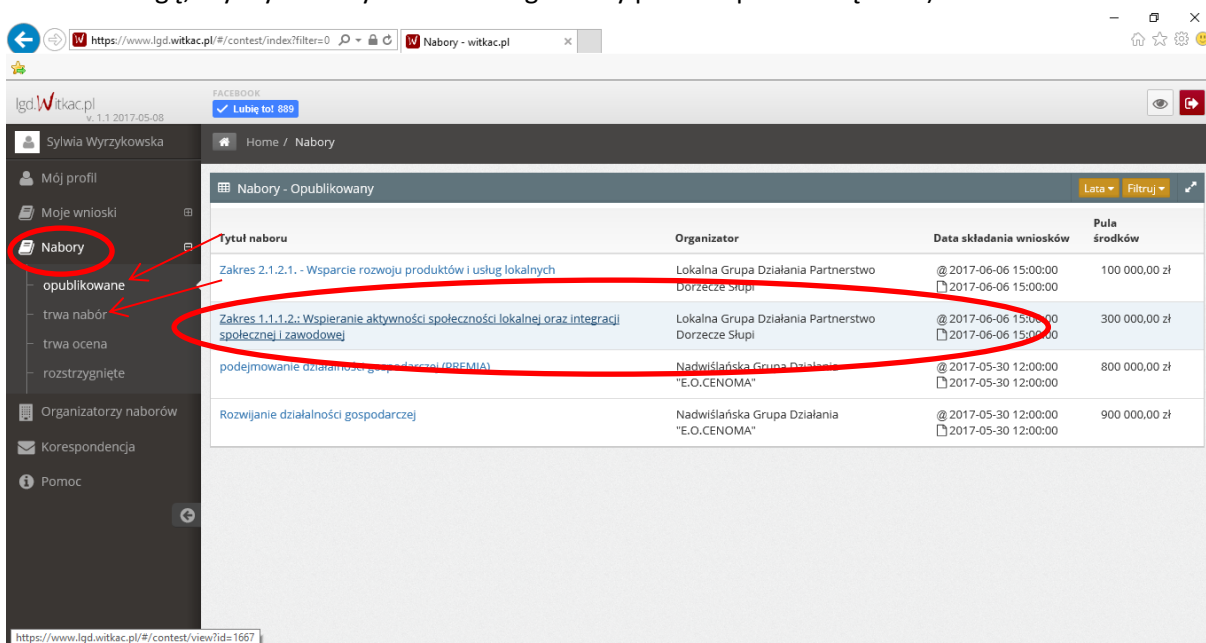 https://www.lgd.witkac.pl/#/contest/index?filter=0
Nabory - witkac.pl
lgd.Witkac.pl
v. 1.1 2017-05-08
FACEBOOK
Lubię to! 889
Sylwia Wyrzykowska
Home / Nabory
Mój profil
Moje wnioski
Nabory
opublikowane
trwa nabór
trwa ocena
rozstrzygnięte
Organizatorzy naborów
Korespondencja
Pomoc
Nabory - Opublikowany
Lata Filtruj
Tytuł naboru Organizator Data składania wniosków Pula
środków
Zakres 2.1.2.1. - Wsparcie rozwoju produktów i usług lokalnych Lokalna Grupa Działania Partnerstwo @ 2017-06-06 15:00:00 100 000,00 zł
Dorzecze Słupi 2017-06-06 15:00:00
Zakres 1.1.1.2.: Wspieranie aktywności społeczności lokalnej oraz integracji Lokalna Grupa Działania Partnerstwo @ 2017-06-06 15:00:00 300 000,00 zł
społecznej i zawodowej Dorzecze Słupi 2017-06-06 15:00:00
podejmowanie działalności gospodarczej (PREMIA) Nadwiślańska Grupa Działania @ 2017-05-30 12:00:00 800 000,00 zł
"E.O.CENOMA" 2017-05-30 12:00:00
Rozwijanie działalności gospodarczej Nadwiślańska Grupa Działania @ 2017-05-30 12:00:00 900 000,00 zł
"E.O.CENOMA" 2017-05-30 12:00:00
https://www.lgd.witkac.pl/#/contest/view?id=1667